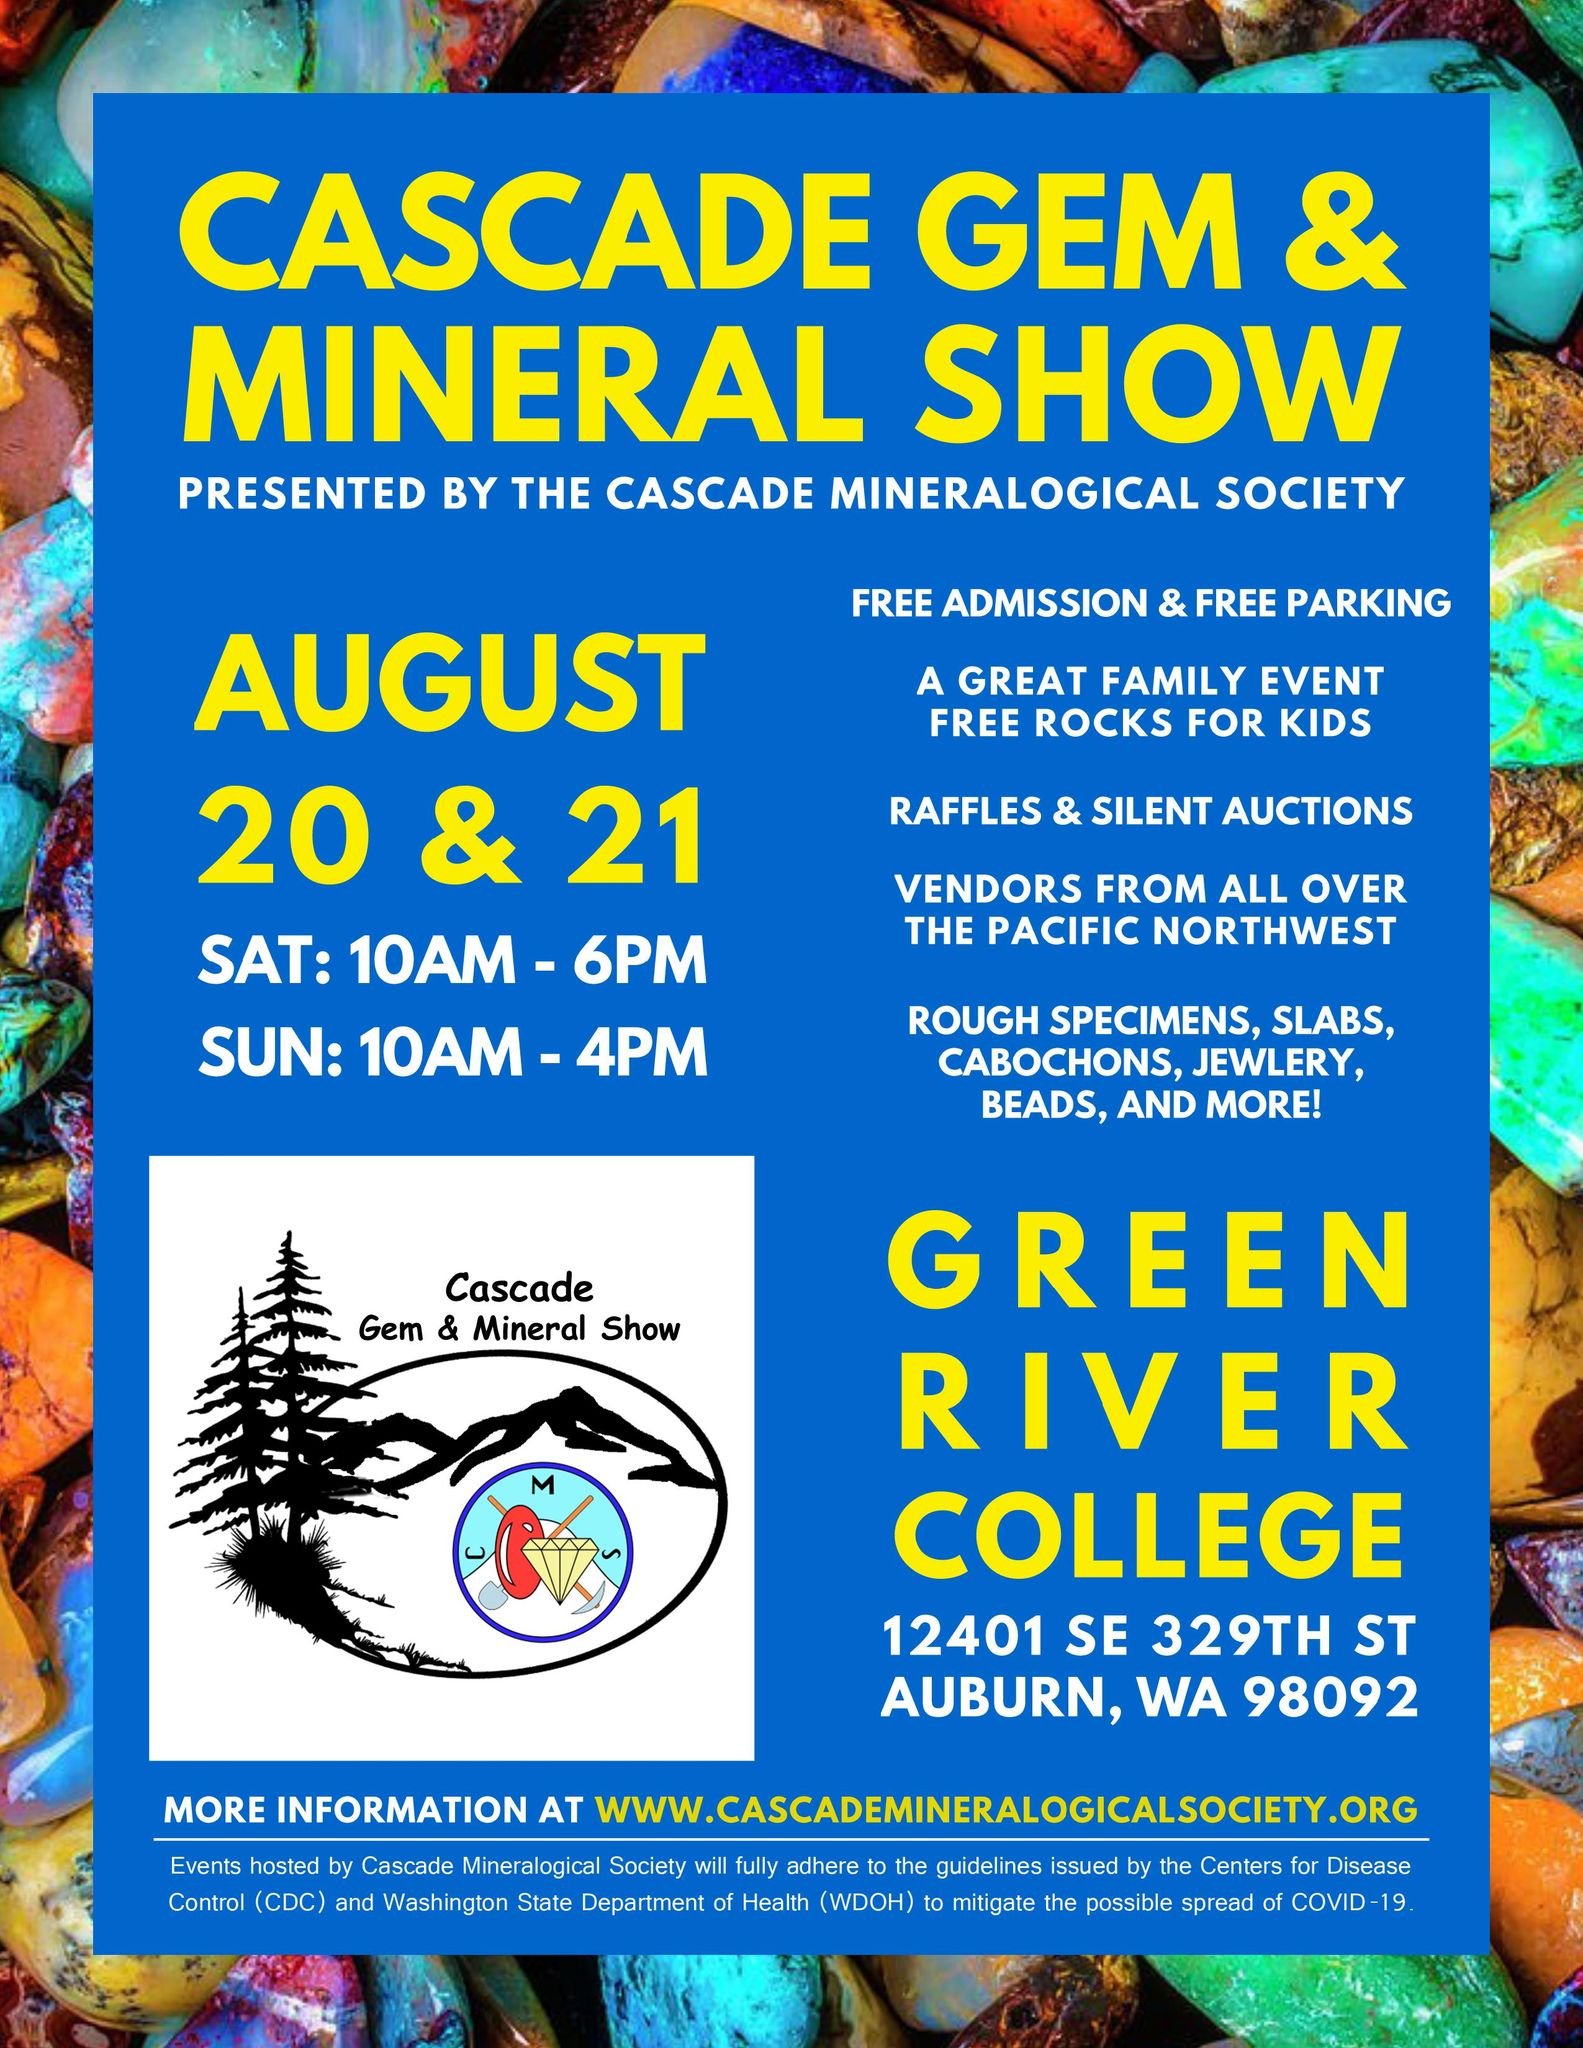 CASCADE GEM &
MINERAL SHOW
PRESENTED BY THE CASCADE MINERALOGICAL SOCIETY
AUGUST
20 & 21
SAT: 10AM - 6PM
SUN: 10AM - 4PM
FREE ADMISSION & FREE PARKING
A GREAT FAMILY EVENT
FREE ROCKS FOR KIDS
RAFFLES & SILENT AUCTIONS
VENDORS FROM ALL OVER
THE PACIFIC NORTHWEST
ROUGH SPECIMENS, SLABS,
CABOCHONS, JEWLERY,
BEADS, AND MORE!
Cascade
Gem & Mineral Show
C M S
GREEN
RIVER
COLLEGE
12401 SE 329TH ST
AUBURN, WA 98092
MORE INFORMATION AT WWW.CASCADEMINERALOGICALSOCIETY.ORG
Events hosted by Cascade Mineralogical Society will fully adhere to the guidelines issued by the Centers for Disease
Control (CDC) and Washington State Department of Health (WDOH) to mitigate the possible spread of COVID-19.